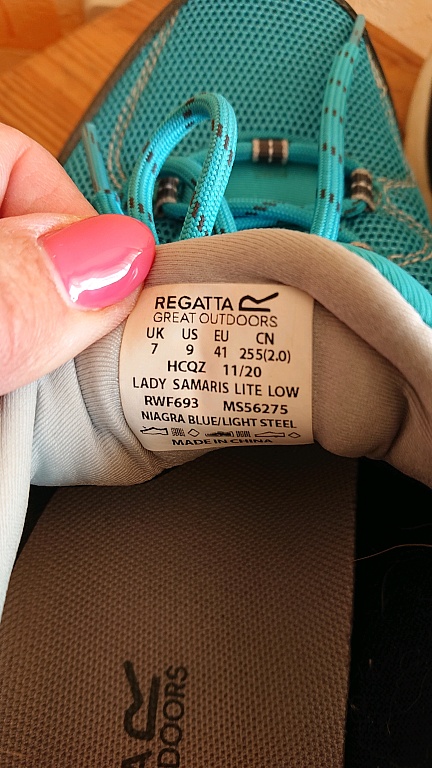 REGATTA
GREAT OUTDOORS
UK US EU CN
7 9 41 255(2.0)
HCQZ 11/20
LADY SAMARIS LITE LOW
RWF693 MS56275
NIAGRA BLUE/LIGHT STEEL
MADE IN CHINA
A
DOORS